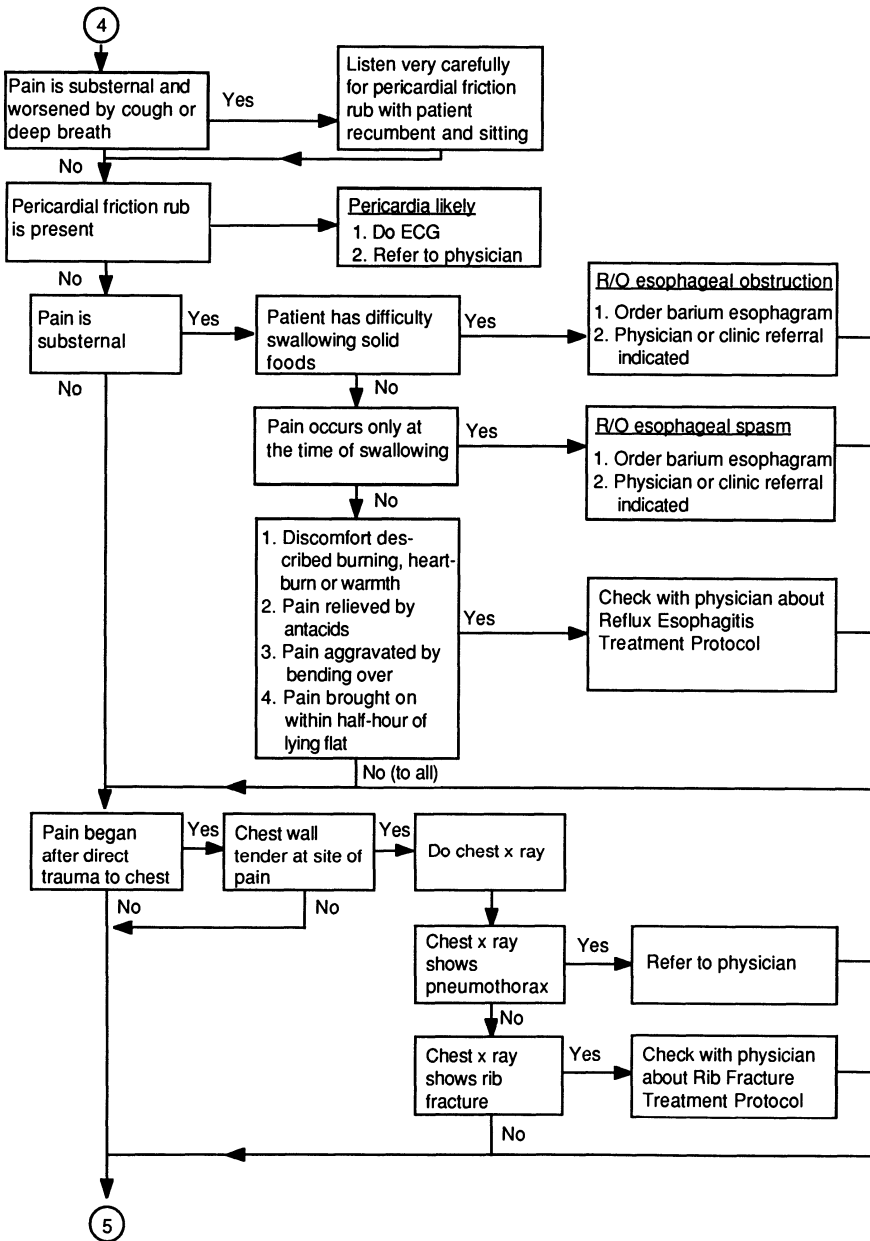 4
Pain is substernal and
worsened by cough or
deep breath
Yes
Listen very carefully
for pericardial friction
rub with patient
recumbent and sitting
No
Pericardial friction rub
is present
Pericardia likely
1. Do ECG
2. Refer to physician
No
Pain is
substernal
Yes
Patient has difficulty
swallowing solid
foods
Yes
R/O esophageal obstruction
1. Order barium esophagram
2. Physician or clinic referral
indicated
No
No
Pain occurs only at
the time of swallowing
Yes
R/O esophageal spasm
1. Order barium esophagram
2. Physician or clinic referral
indicated
No
1. Discomfort des-
cribed burning, heart-
burn or warmth
2. Pain relieved by
antacids
3. Pain aggravated by
bending over
4. Pain brought on
within half-hour of
lying flat
Yes
Check with physician about
Reflux Esophagitis
Treatment Protocol
No (to all)
Pain began
after direct
trauma to chest
Yes
Chest wall
tender at site of
pain
Yes
Do chest x ray
No
No
Chest x ray
shows
pneumothorax
Yes
Refer to physician
No
Chest x ray
shows rib
fracture
Yes
Check with physician
about Rib Fracture
Treatment Protocol
No
5